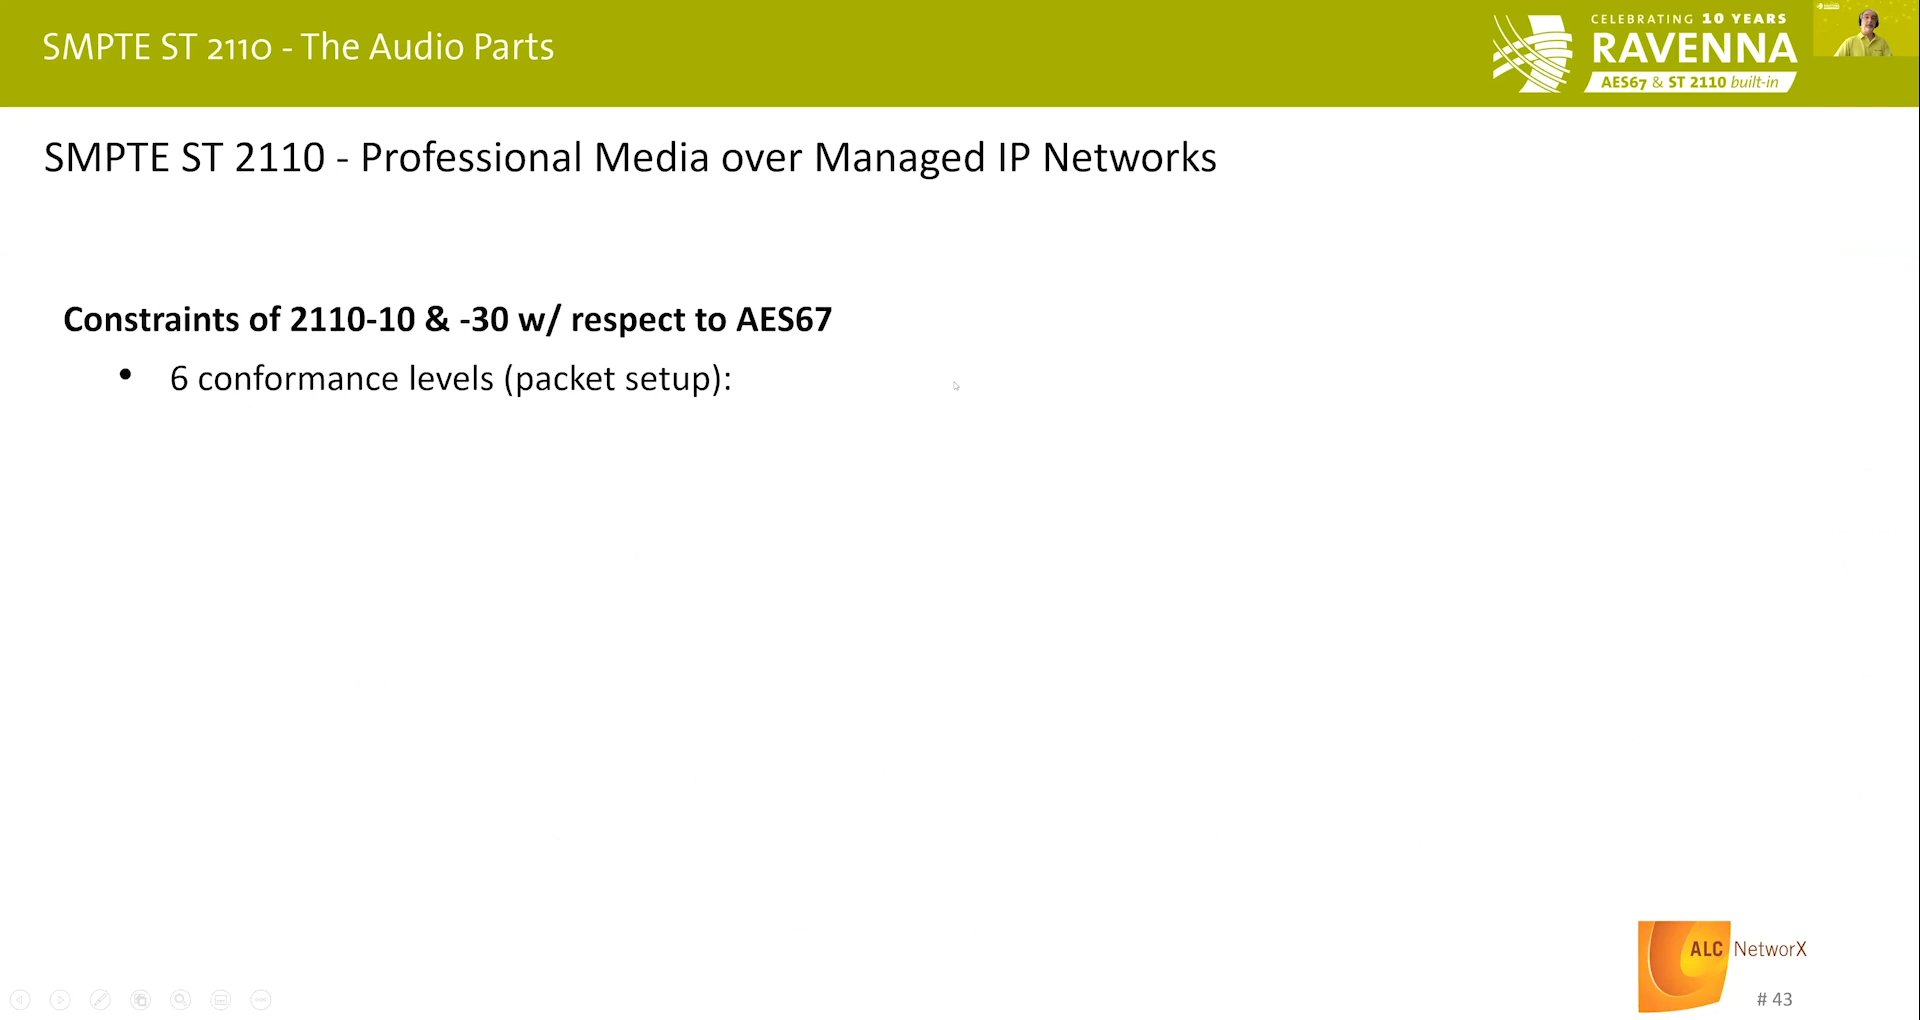 SMPTE ST 2110 - The Audio Parts
CELEBRATING 10 YEARS
RAVENNA
AES67 & ST 2110 built-in
SMPTE ST 2110 - Professional Media over Managed IP Networks
Constraints of 2110-10 & -30 w/ respect to AES67
• 6 conformance levels (packet setup):
ALC NetworX
# 43